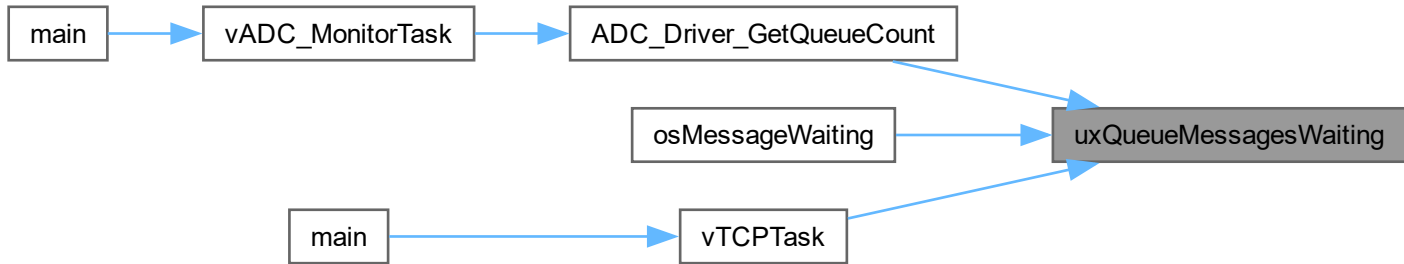 main
vADC_MonitorTask
ADC_Driver_GetQueueCount
osMessageWaiting
uxQueueMessagesWaiting
main
vTCPTask